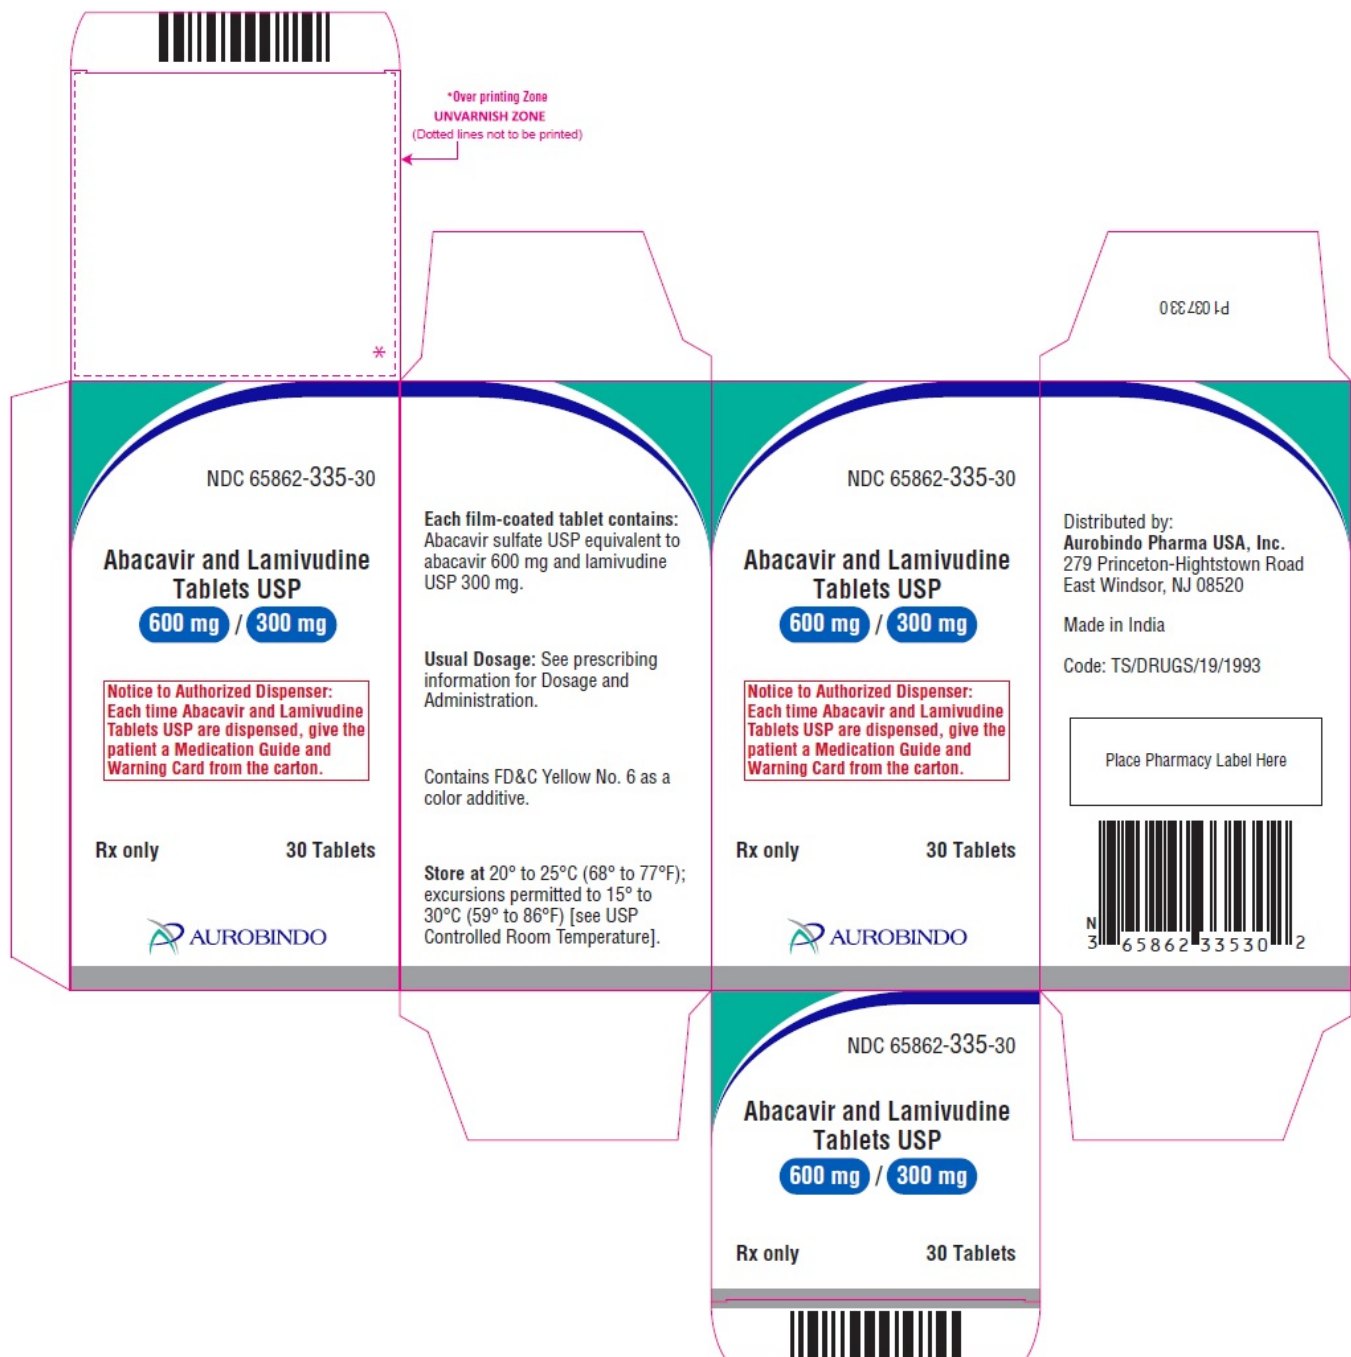 *Over printing Zone
UNVARNISH ZONE
(Dotted lines not to be printed)
*
P1037330
NDC 65862-335-30
Abacavir and Lamivudine
Tablets USP
600 mg / 300 mg
Notice to Authorized Dispenser:
Each time Abacavir and Lamivudine
Tablets USP are dispensed, give the
patient a Medication Guide and
Warning Card from the carton.
Rx only 30 Tablets
AUROBINDO
Each film-coated tablet contains:
Abacavir sulfate USP equivalent to
abacavir 600 mg and lamivudine
USP 300 mg.
Usual Dosage: See prescribing
information for Dosage and
Administration.
Contains FD&C Yellow No. 6 as a
color additive.
Store at 20° to 25°C (68° to 77°F);
excursions permitted to 15° to
30°C (59° to 86°F) [see USP
Controlled Room Temperature].
NDC 65862-335-30
Abacavir and Lamivudine
Tablets USP
600 mg / 300 mg
Notice to Authorized Dispenser:
Each time Abacavir and Lamivudine
Tablets USP are dispensed, give the
patient a Medication Guide and
Warning Card from the carton.
Rx only 30 Tablets
AUROBINDO
Distributed by:
Aurobindo Pharma USA, Inc.
279 Princeton-Hightstown Road
East Windsor, NJ 08520
Made in India
Code: TS/DRUGS/19/1993
Place Pharmacy Label Here
N
3 65862 33530 2
NDC 65862-335-30
Abacavir and Lamivudine
Tablets USP
600 mg / 300 mg
Rx only 30 Tablets